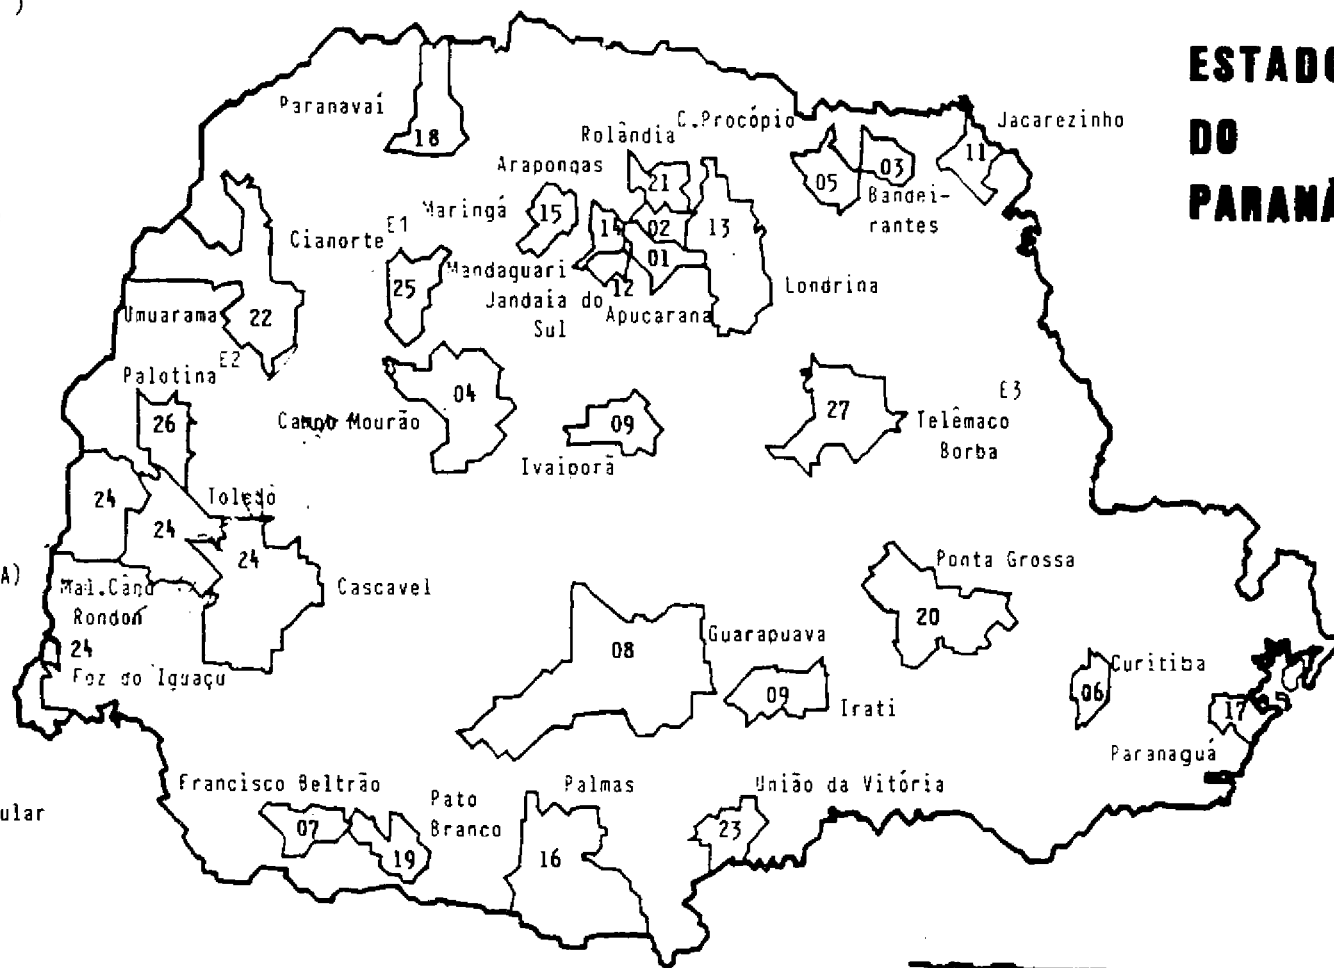 )
ESTADO
DO
PARANÁ
Paranavaí
18
C.Procópio
Rolândia
Jacarezinho
11
Arapongas
21
05
03
Bandei-
rantes
Maringá
15
14
02
13
E1
Cianorte
01
25
Mandaguari
12
Jandaia do
Sul
Apucarana
Londrina
Umuarama
22
E2
Palotina
26
04
Campo Mourão
09
Ivaiporã
27
E3
Telêmaco
Borba
24
Toledo
24
24
A)
Mal.Când
Rondon
Cascavel
Ponta Grossa
20
24
Foz do Iguaçu
08
Guarapuava
09
Irati
Curitiba
06
17
Paranaguá
Francisco Beltrão
07
Pato
Branco
19
Palmas
16
União da Vitória
23
ular